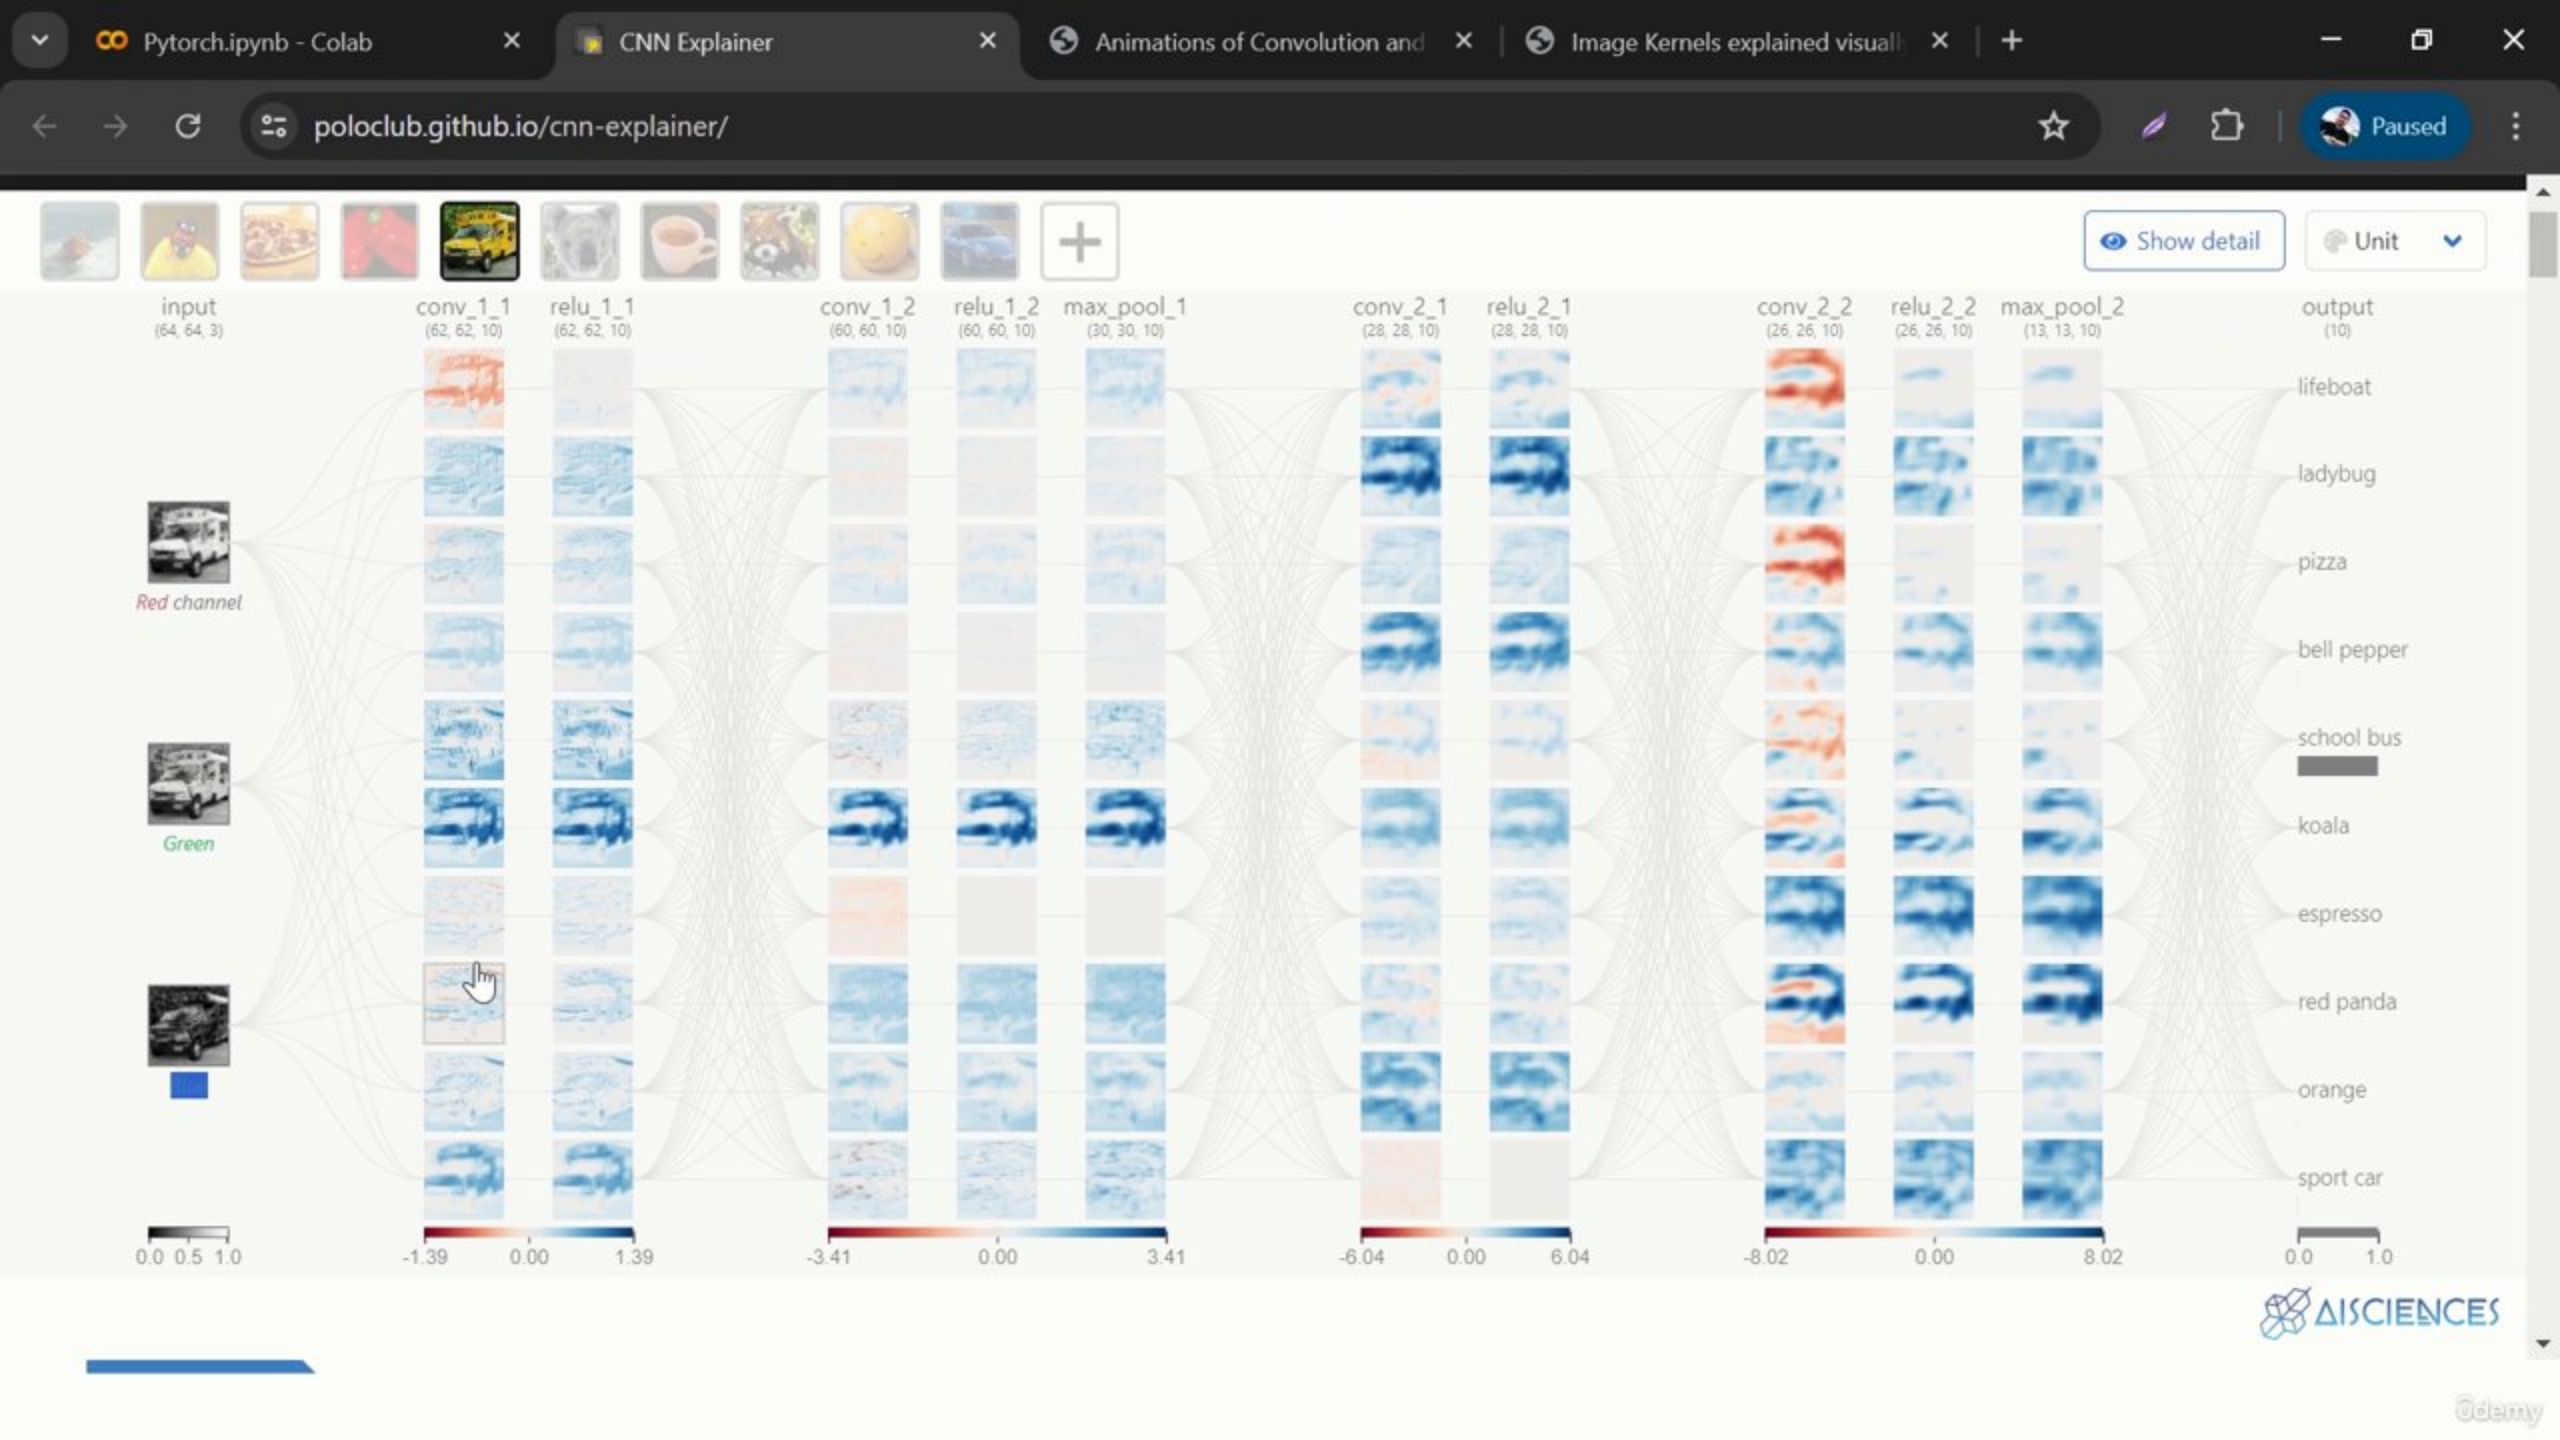 Pytorch.ipynb - Colab
CNN Explainer
Animations of Convolution and
Image Kernels explained visuall
poloclub.github.io/cnn-explainer/
Paused
Show detail
Unit
input
(64, 64, 3)
conv_1_1
(62, 62, 10)
relu_1_1
(62, 62, 10)
conv_1_2
(60, 60, 10)
relu_1_2
(60, 60, 10)
max_pool_1
(30, 30, 10)
conv_2_1
(28, 28, 10)
relu_2_1
(28, 28, 10)
conv_2_2
(26, 26, 10)
relu_2_2
(26, 26, 10)
max_pool_2
(13, 13, 10)
output
(10)
Red channel
Green
lifeboat
ladybug
pizza
bell pepper
school bus
koala
espresso
red panda
orange
sport car
0.0 0.5 1.0
-1.39 0.00 1.39
-3.41 0.00 3.41
-6.04 0.00 6.04
-8.02 0.00 8.02
0.0 1.0
AISCIENCES
ûdemy